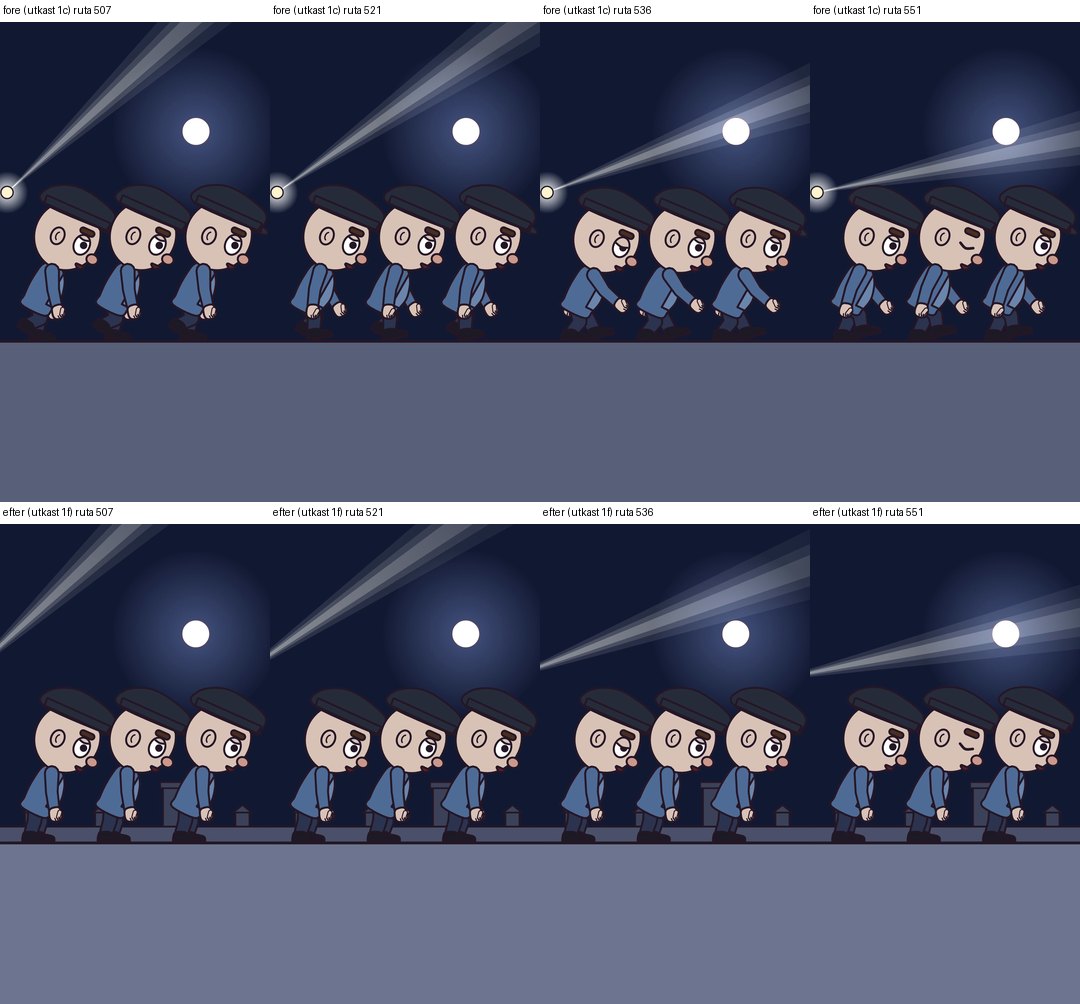 fore (utkast 1c) ruta 507
fore (utkast 1c) ruta 521
fore (utkast 1c) ruta 536
fore (utkast 1c) ruta 551
efter (utkast 1f) ruta 507
efter (utkast 1f) ruta 521
efter (utkast 1f) ruta 536
efter (utkast 1f) ruta 551